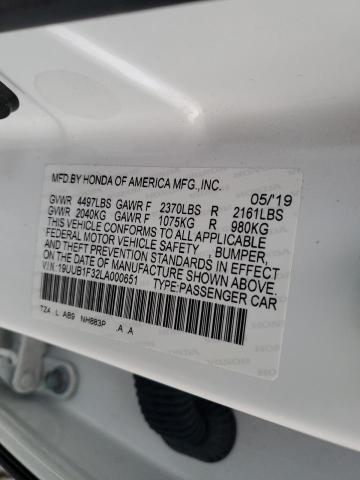 MFD.BY HONDA OF AMERICA MFG.,INC. 05/19
GVWR 4497LBS GAWR F 2370LBS R 2161LBS
GVWR 2040KG GAWR F 1075KG R 980KG
THIS VEHICLE CONFORMS TO ALL APPLICABLE
FEDERAL MOTOR VEHICLE SAFETY, BUMPER,
AND THEFT PREVENTION STANDARDS IN EFFECT
ON THE DATE OF MANUFACTURE SHOWN ABOVE.
V I N: 19UUB1F32LA000651 TYPE:PASSENGER CAR
TZ4 L AB9 NH883P .A .A